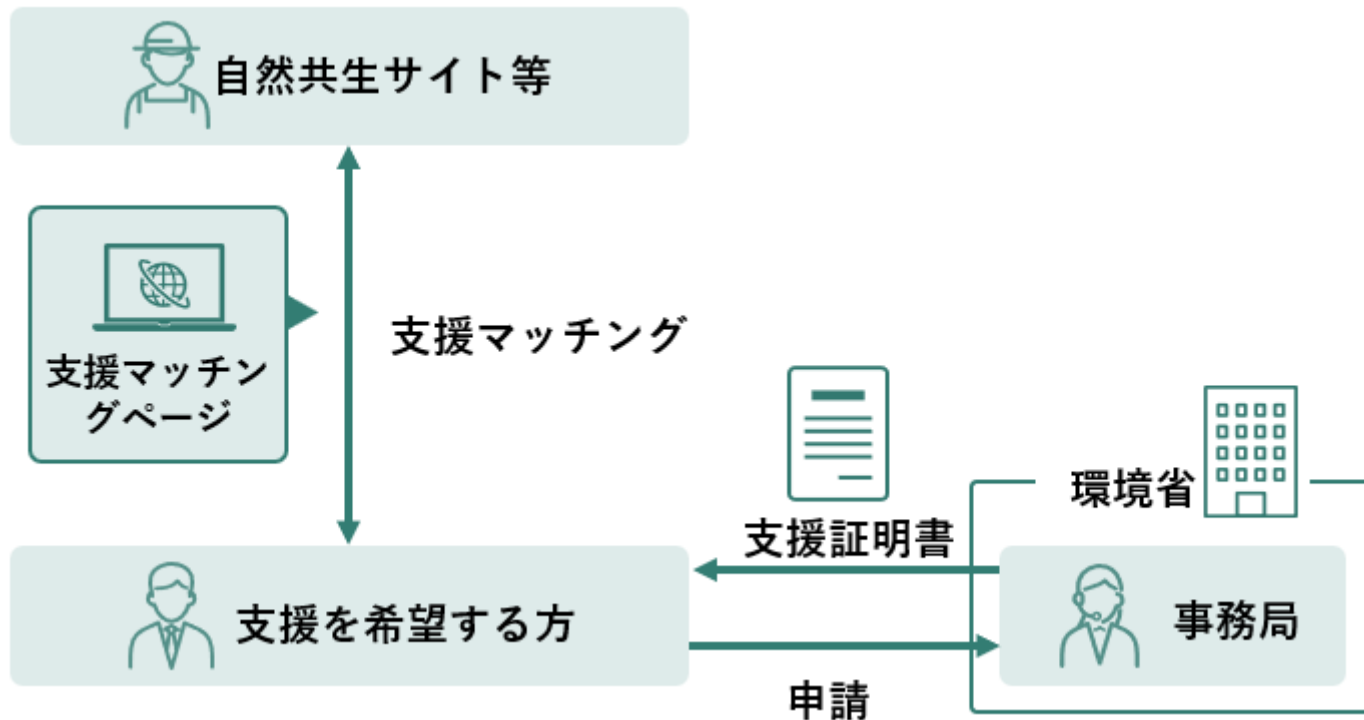 自然共生サイト等
支援マッチング
支援マッチン
グページ
環境省
支援証明書
支援を希望する方
事務局
申請